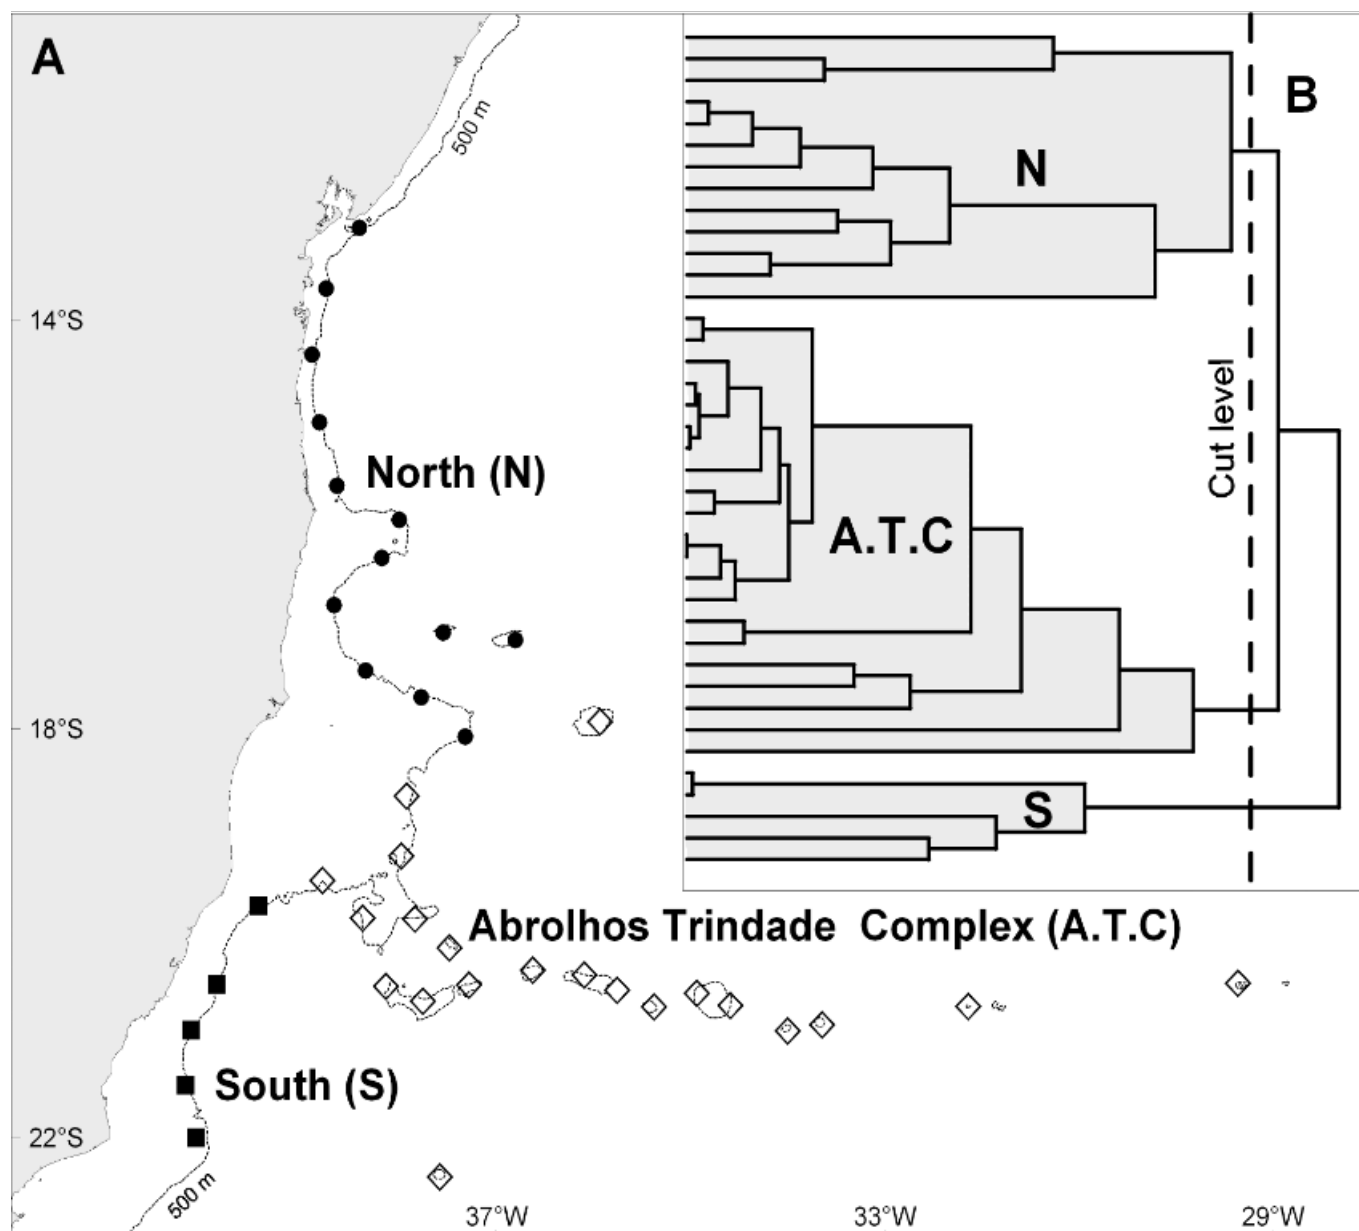 A
500 m
B
N
14°S
Cut level
North (N)
A.T.C
18°S
S
Abrolhos Trindade Complex (A.T.C)
South (S)
22°S
500 m
37°W
33°W
29°W